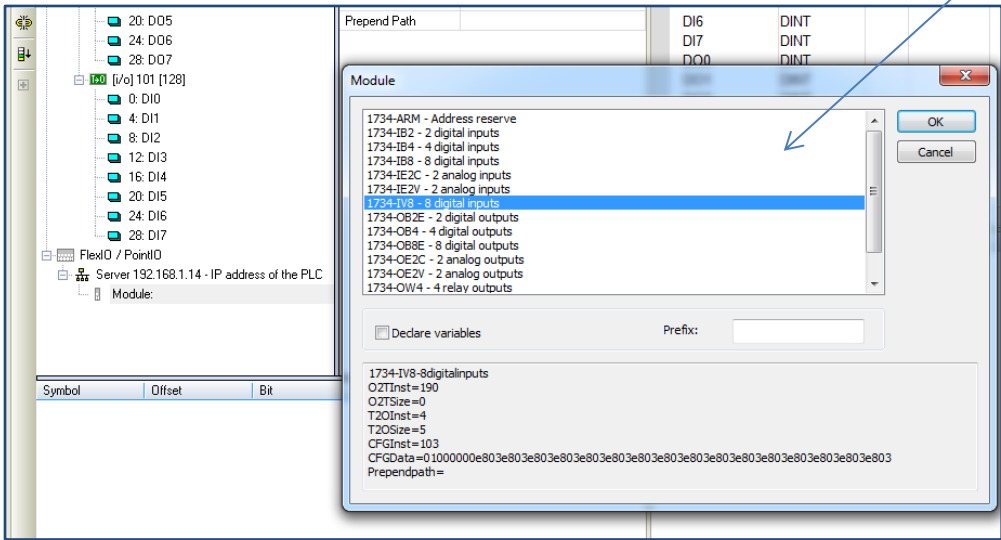 20: DO5
24: DO6
28: DO7
[i/o] 101 [128]
0: DI0
4: DI1
8: DI2
12: DI3
16: DI4
20: DI5
24: DI6
28: DI7
FlexIO / PointIO
Server 192.168.1.14 - IP address of the PLC
Module:
Prepend Path
DI6 DINT
DI7 DINT
DO0 DINT
Module
1734-ARM - Address reserve
1734-IB2 - 2 digital inputs
1734-IB4 - 4 digital inputs
1734-IB8 - 8 digital inputs
1734-IE2C - 2 analog inputs
1734-IE2V - 2 analog inputs
1734-IV8 - 8 digital inputs
1734-OB2E - 2 digital outputs
1734-OB4 - 4 digital outputs
1734-OB8E - 8 digital outputs
1734-OE2C - 2 analog outputs
1734-OE2V - 2 analog outputs
1734-OW4 - 4 relay outputs
OK
Cancel
Declare variables Prefix:
1734-IV8-8digitalinputs
O2TInst=190
O2TSize=0
T2OInst=4
T2OSize=5
CFGInst=103
CFGData=01000000e803e803e803e803e803e803e803e803e803e803e803e803e803e803e803e803
Prependpath=
Symbol Offset Bit